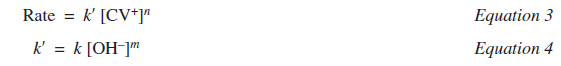 Rate = k′ [CV⁺]ⁿ Equation 3
k′ = k [OH⁻]ᵐ Equation 4